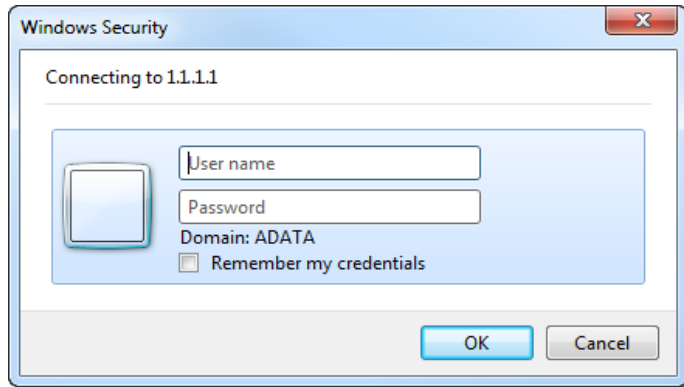 Windows Security
Connecting to 1.1.1.1
User name
Password
Domain: ADATA
Remember my credentials
OK Cancel